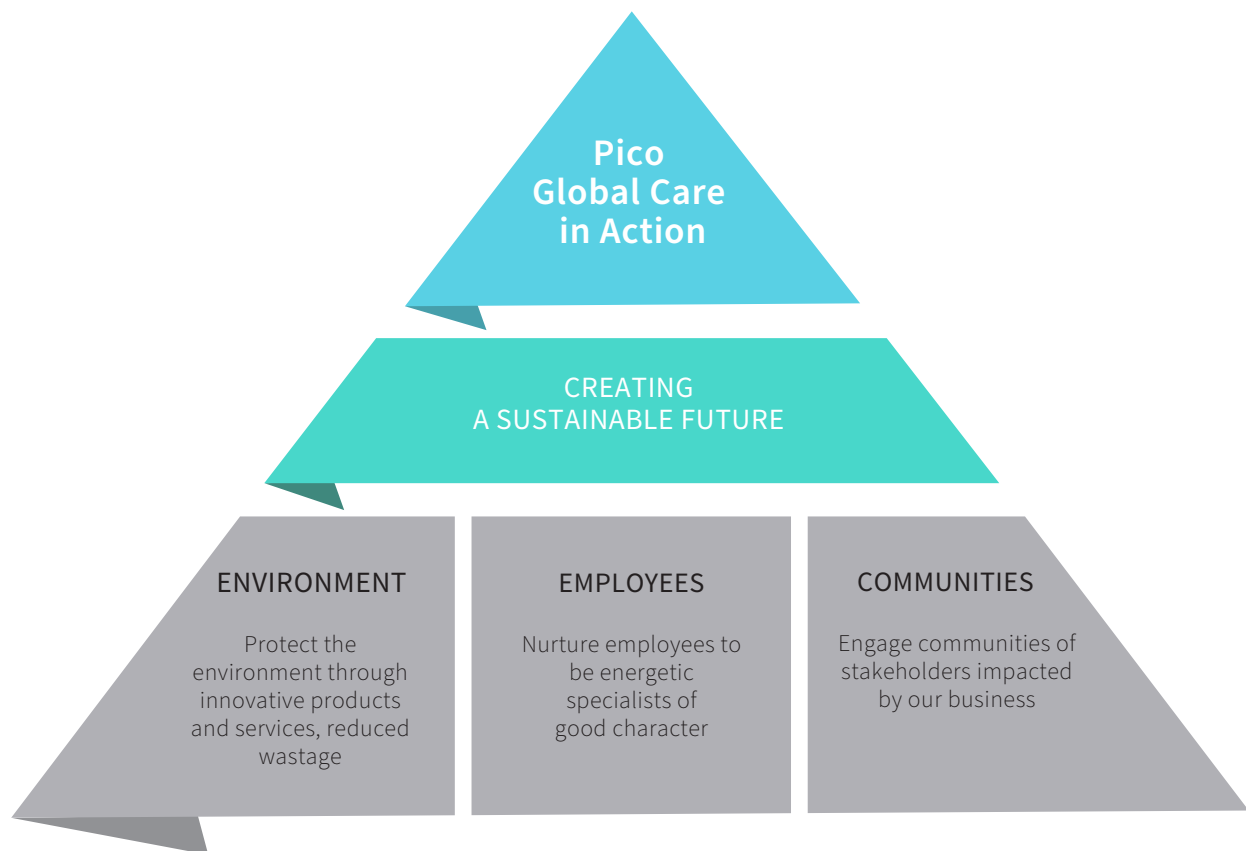 Pico
Global Care
in Action
CREATING
A SUSTAINABLE FUTURE
ENVIRONMENT
Protect the
environment through
innovative products
and services, reduced
wastage
EMPLOYEES
Nurture employees to
be energetic
specialists of
good character
COMMUNITIES
Engage communities of
stakeholders impacted
by our business